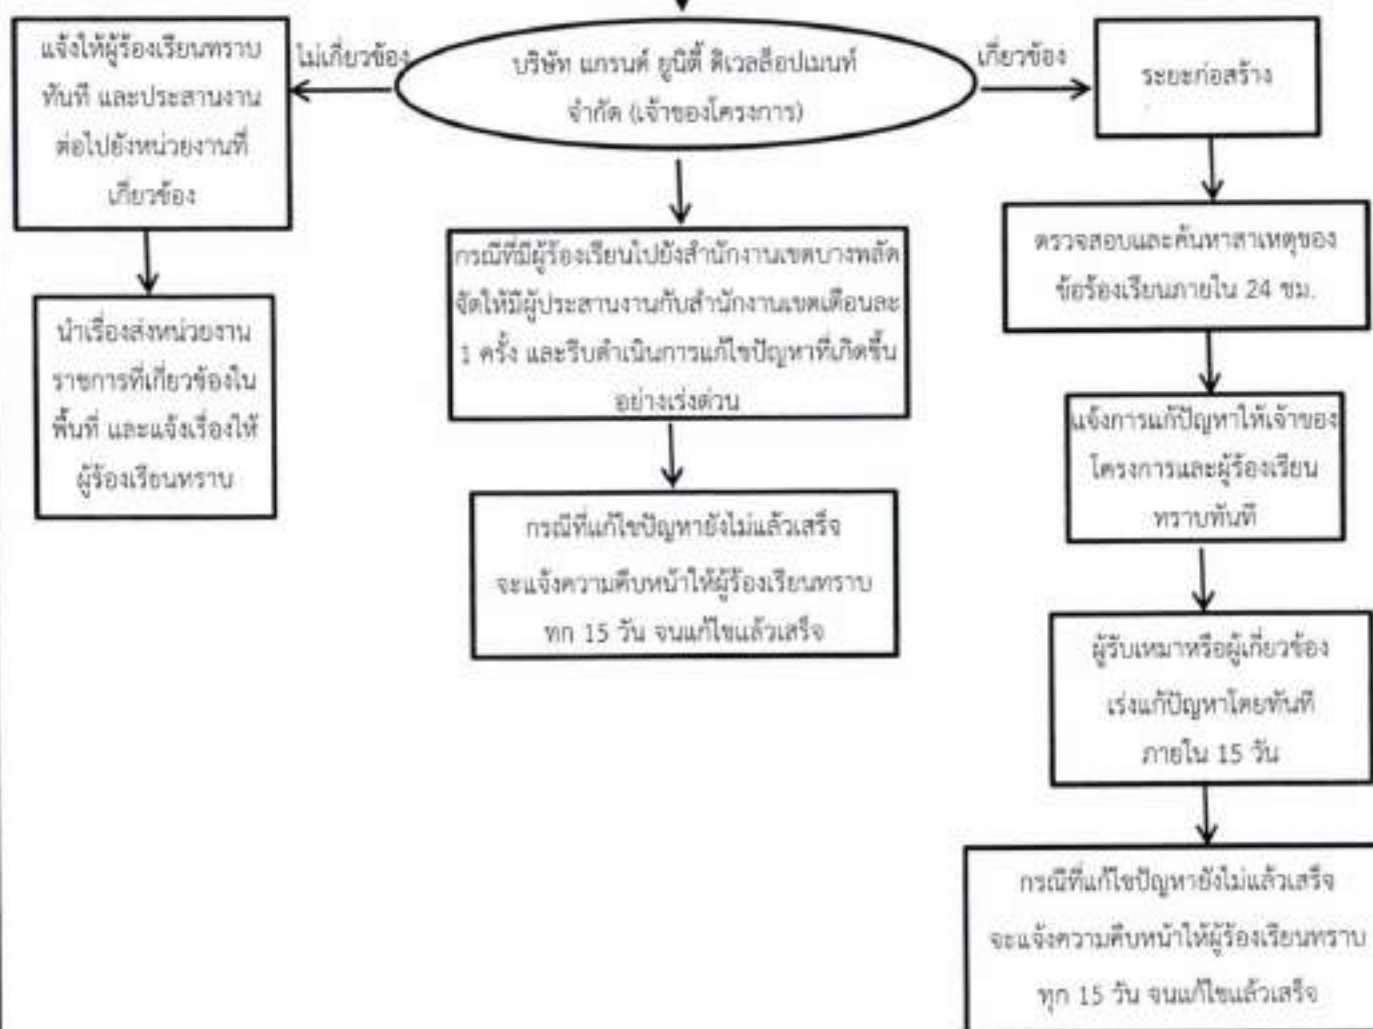 แจ้งให้ผู้ร้องเรียนทราบ
ทันที และประสานงาน
ต่อไปยังหน่วยงานที่
เกี่ยวข้อง
ไม่เกี่ยวข้อง
บริษัท แกรนด์ ยูนิตี้ ดิเวลล็อปเมนท์
จำกัด (เจ้าของโครงการ)
เกี่ยวข้อง
ระยะก่อสร้าง
นำเรื่องส่งหน่วยงาน
ราชการที่เกี่ยวข้องใน
พื้นที่ และแจ้งเรื่องให้
ผู้ร้องเรียนทราบ
กรณีที่มีผู้ร้องเรียนไปยังสำนักงานเขตบางพลัด
จัดให้มีผู้ประสานงานกับสำนักงานเขตเดือนละ
1 ครั้ง และรีบดำเนินการแก้ไขปัญหาที่เกิดขึ้น
อย่างเร่งด่วน
กรณีที่แก้ไขปัญหายังไม่แล้วเสร็จ
จะแจ้งความคืบหน้าให้ผู้ร้องเรียนทราบ
ทก 15 วัน จนแก้ไขแล้วเสร็จ
ตรวจสอบและค้นหาสาเหตุของ
ข้อร้องเรียนภายใน 24 ชม.
แจ้งการแก้ปัญหาให้เจ้าของ
โครงการและผู้ร้องเรียน
ทราบทันที
ผู้รับเหมาหรือผู้เกี่ยวข้อง
เร่งแก้ปัญหาโดยทันที
ภายใน 15 วัน
กรณีที่แก้ไขปัญหายังไม่แล้วเสร็จ
จะแจ้งความคืบหน้าให้ผู้ร้องเรียนทราบ
ทุก 15 วัน จนแก้ไขแล้วเสร็จ